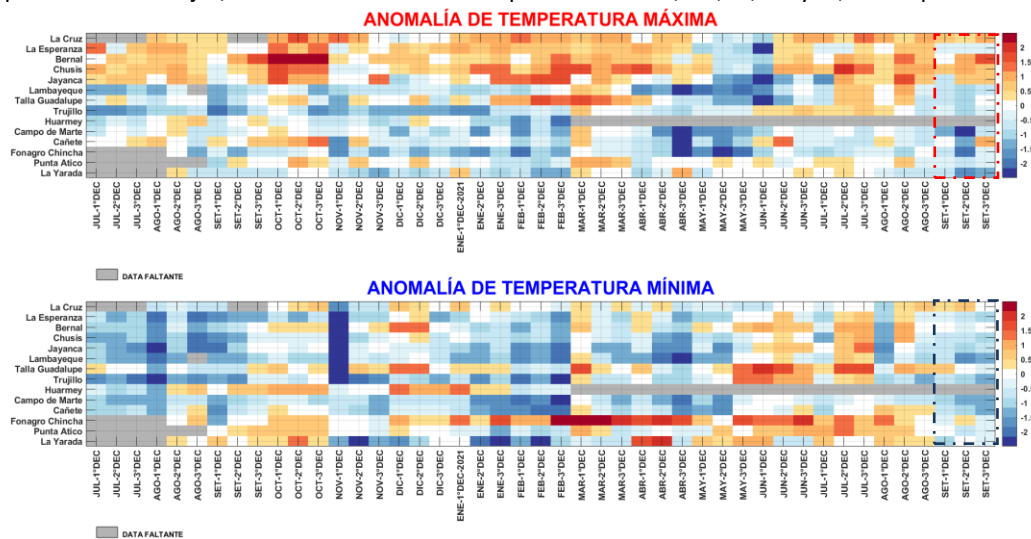 ANOMALÍA DE TEMPERATURA MÁXIMA
La Cruz
La Esperanza
Bernal
Chusis
Jayanca
Lambayeque
Talla Guadalupe
Trujillo
Huarmey
Campo de Marte
Cañete
Fonagro Chincha
Punta Atico
La Yarada
2
1.5
1
0.5
0
-0.5
-1
-1.5
-2
JUL-1°DEC
JUL-2°DEC
JUL-3°DEC
AGO-1°DEC
AGO-2°DEC
AGO-3°DEC
SET-1°DEC
SET-2°DEC
SET-3°DEC
OCT-1°DEC
OCT-2°DEC
OCT-3°DEC
NOV-1°DEC
NOV-2°DEC
NOV-3°DEC
DIC-1°DEC
DIC-2°DEC
DIC-3°DEC
ENE-1°DEC-2021
ENE-2°DEC
ENE-3°DEC
FEB-1°DEC
FEB-2°DEC
FEB-3°DEC
MAR-1°DEC
MAR-2°DEC
MAR-3°DEC
ABR-1°DEC
ABR-2°DEC
ABR-3°DEC
MAY-1°DEC
MAY-2°DEC
MAY-3°DEC
JUN-1°DEC
JUN-2°DEC
JUN-3°DEC
JUL-1°DEC
JUL-2°DEC
JUL-3°DEC
AGO-1°DEC
AGO-2°DEC
AGO-3°DEC
SET-1°DEC
SET-2°DEC
SET-3°DEC
DATA FALTANTE
ANOMALÍA DE TEMPERATURA MÍNIMA
La Cruz
La Esperanza
Bernal
Chusis
Jayanca
Lambayeque
Talla Guadalupe
Trujillo
Huarmey
Campo de Marte
Cañete
Fonagro Chincha
Punta Atico
La Yarada
2
1.5
1
0.5
0
-0.5
-1
-1.5
-2
JUL-1°DEC
JUL-2°DEC
JUL-3°DEC
AGO-1°DEC
AGO-2°DEC
AGO-3°DEC
SET-1°DEC
SET-2°DEC
SET-3°DEC
OCT-1°DEC
OCT-2°DEC
OCT-3°DEC
NOV-1°DEC
NOV-2°DEC
NOV-3°DEC
DIC-1°DEC
DIC-2°DEC
DIC-3°DEC
ENE-1°DEC-2021
ENE-2°DEC
ENE-3°DEC
FEB-1°DEC
FEB-2°DEC
FEB-3°DEC
MAR-1°DEC
MAR-2°DEC
MAR-3°DEC
ABR-1°DEC
ABR-2°DEC
ABR-3°DEC
MAY-1°DEC
MAY-2°DEC
MAY-3°DEC
JUN-1°DEC
JUN-2°DEC
JUN-3°DEC
JUL-1°DEC
JUL-2°DEC
JUL-3°DEC
AGO-1°DEC
AGO-2°DEC
AGO-3°DEC
SET-1°DEC
SET-2°DEC
SET-3°DEC
DATA FALTANTE